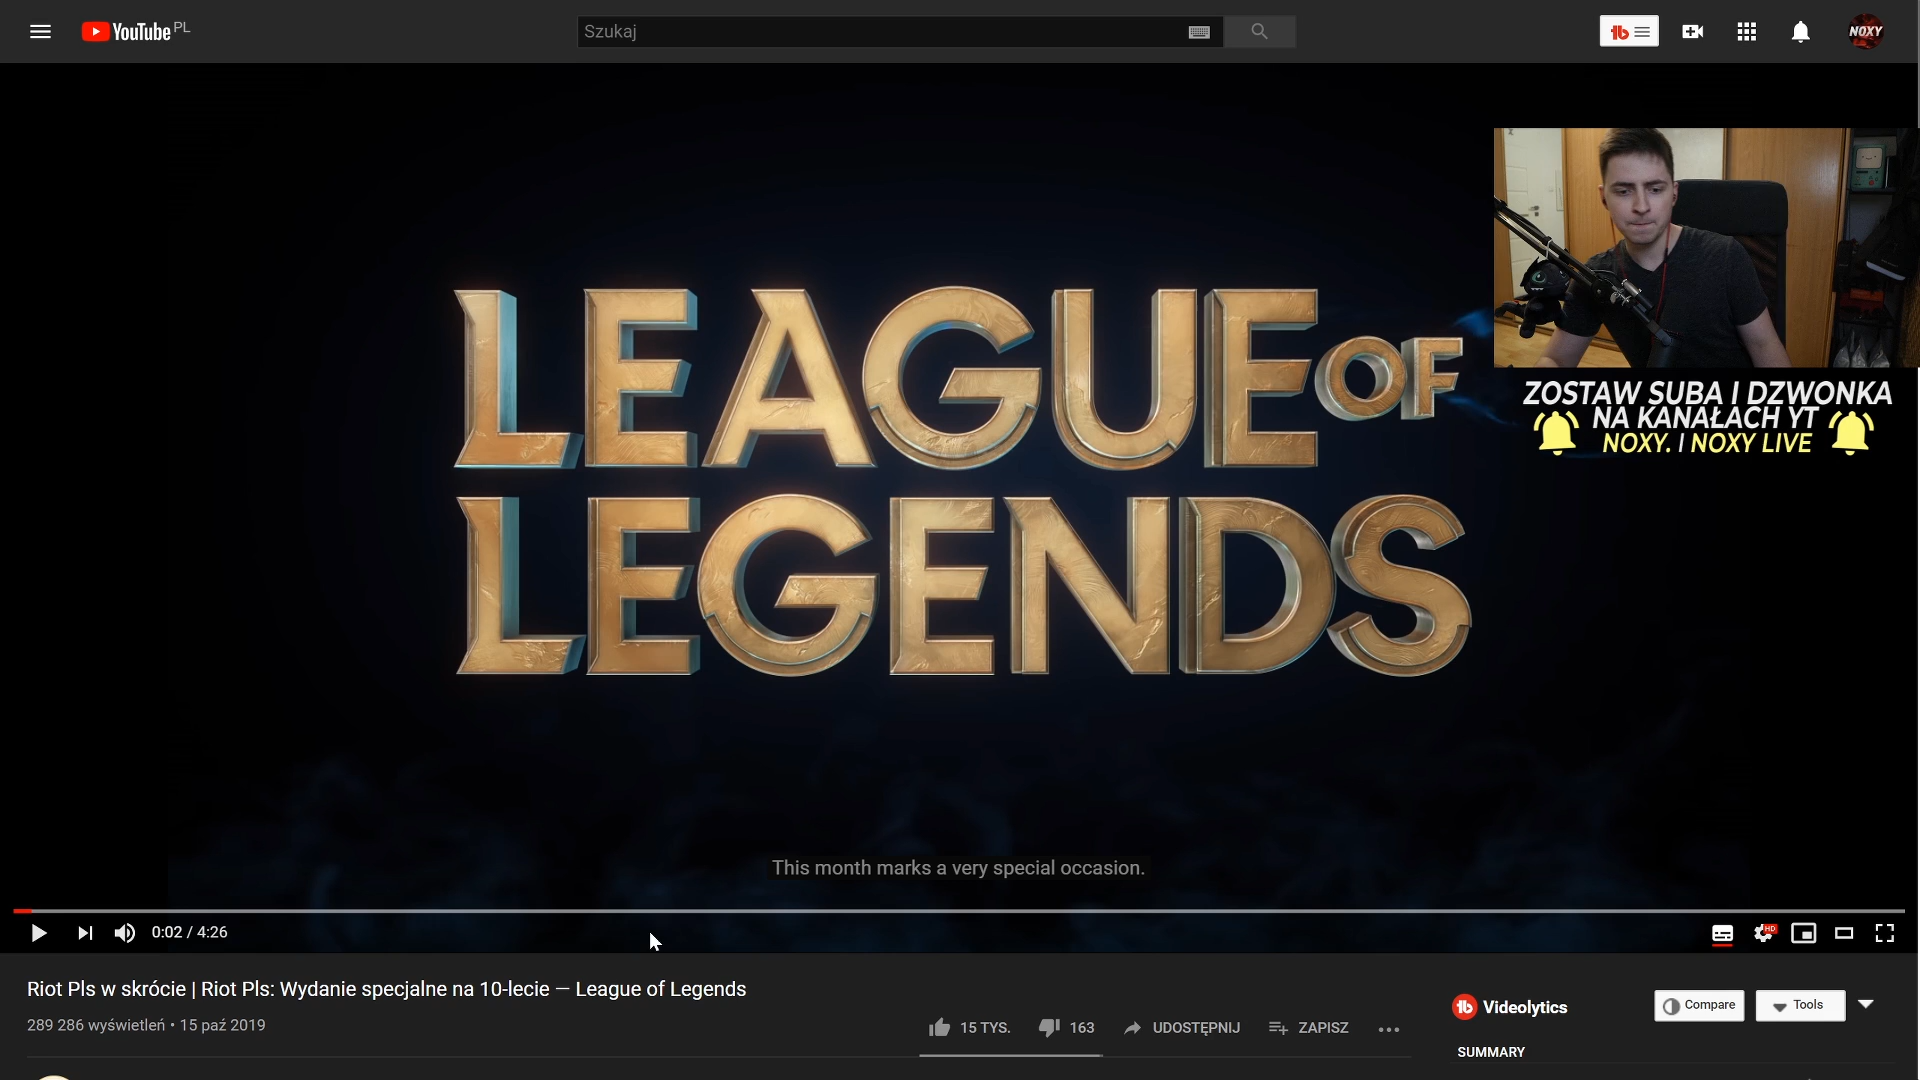 YouTube PL
Szukaj
NOXY
LEAGUE OF
LEGENDS
ZOSTAW SUBA I DZWONKA
NA KANAŁACH YT
NOXY. I NOXY LIVE
This month marks a very special occasion.
0:02 / 4:26
HD
Riot Pls w skrócie | Riot Pls: Wydanie specjalne na 10-lecie — League of Legends
289 286 wyświetleń • 15 paź 2019
15 TYS.
163
UDOSTĘPNIJ
ZAPISZ
Videolytics
Compare
Tools
SUMMARY